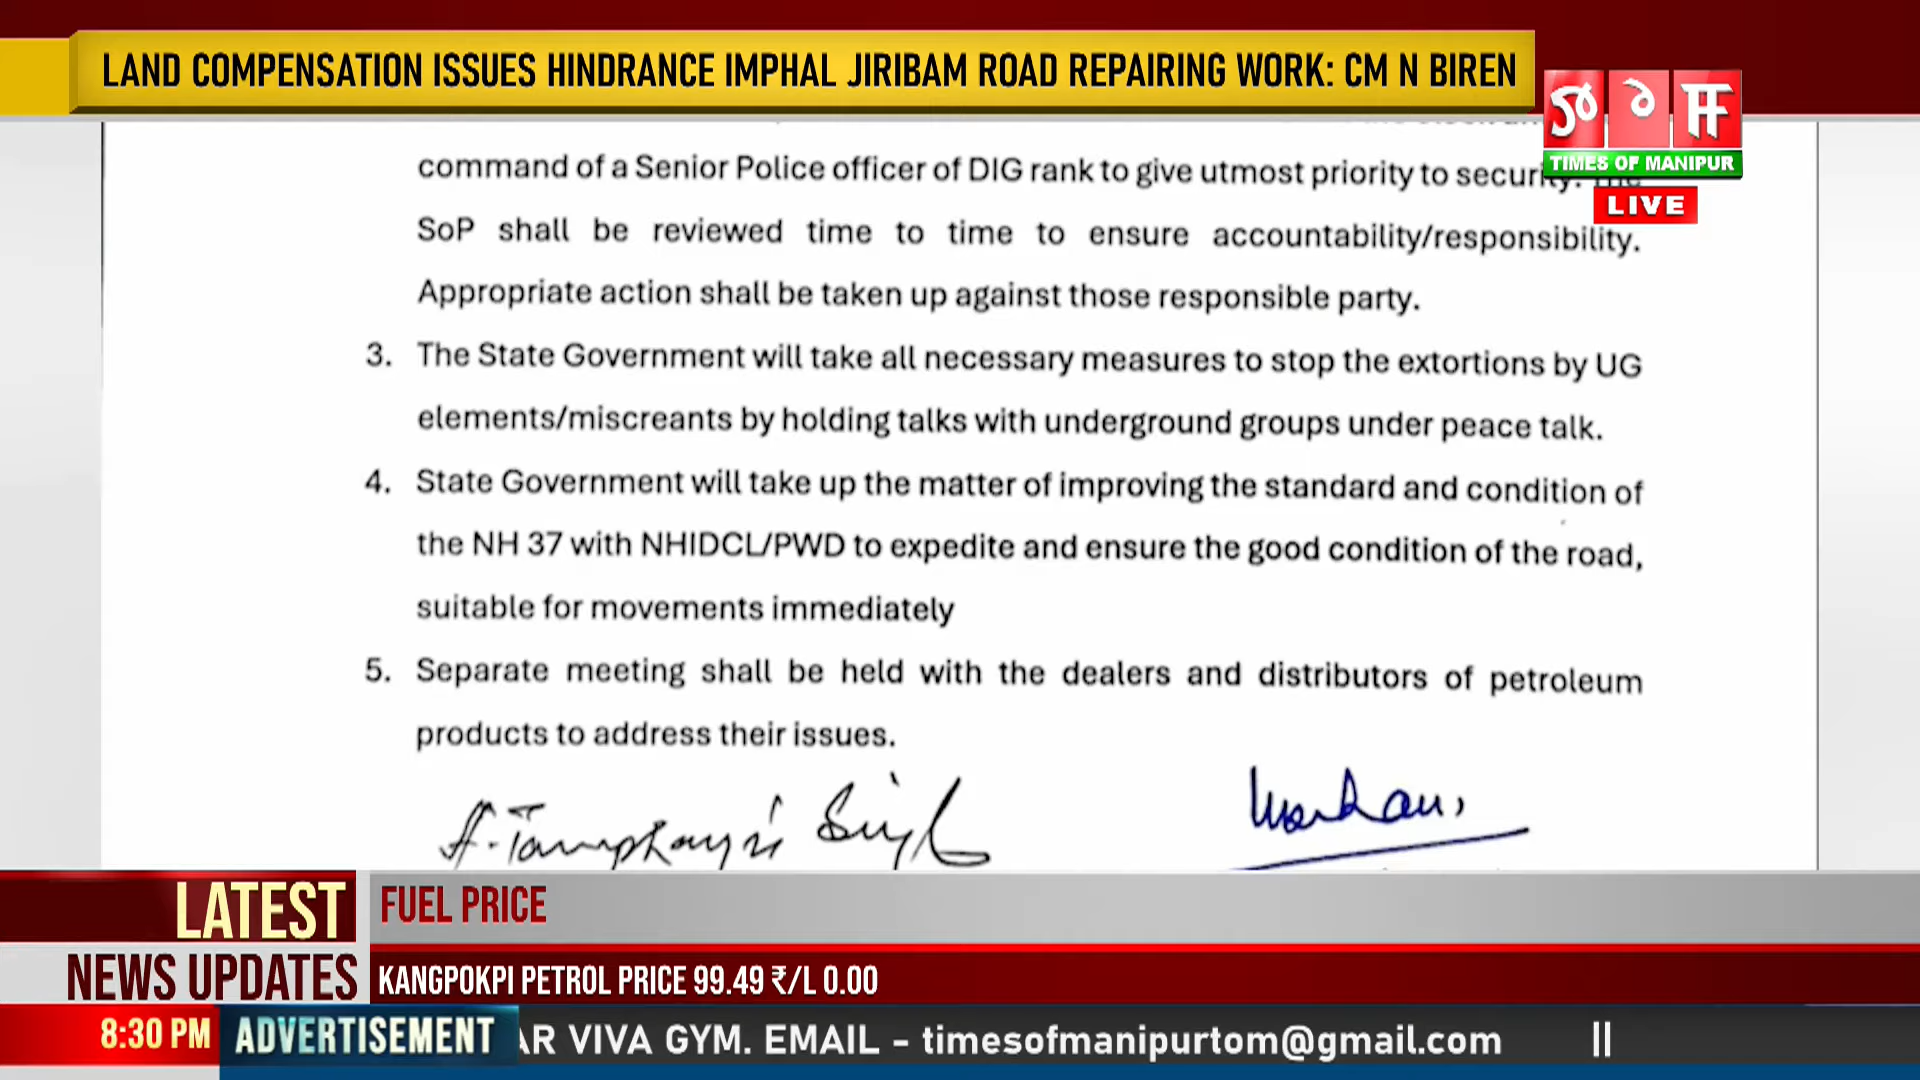 LAND COMPENSATION ISSUES HINDRANCE IMPHAL JIRIBAM ROAD REPAIRING WORK: CM N BIREN
TIMES OF MANIPUR
LIVE
command of a Senior Police officer of DIG rank to give utmost priority to security. The
SoP shall be reviewed time to time to ensure accountability/responsibility.
Appropriate action shall be taken up against those responsible party.
3. The State Government will take all necessary measures to stop the extortions by UG
elements/miscreants by holding talks with underground groups under peace talk.
4. State Government will take up the matter of improving the standard and condition of
the NH 37 with NHIDCL/PWD to expedite and ensure the good condition of the road,
suitable for movements immediately
5. Separate meeting shall be held with the dealers and distributors of petroleum
products to address their issues.
LATEST
NEWS UPDATES
FUEL PRICE
KANGPOKPI PETROL PRICE 99.49 ₹/L 0.00
8:30 PM
ADVERTISEMENT
AR VIVA GYM. EMAIL - timesofmanipurtom@gmail.com ||